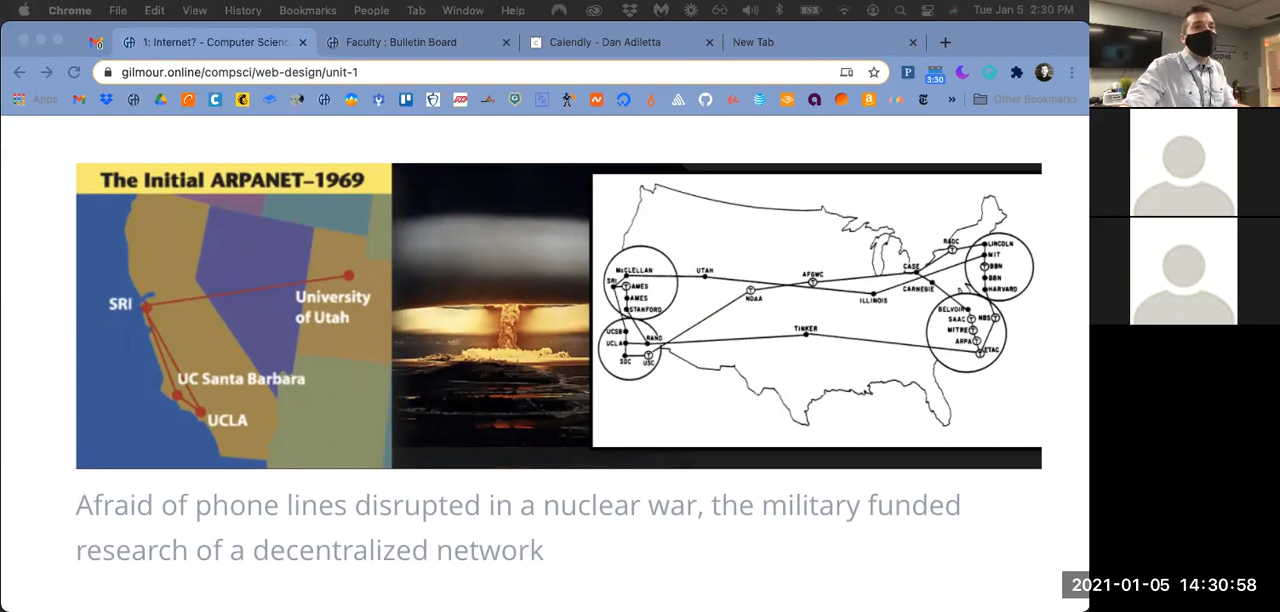 Chrome File Edit View History Bookmarks People Tab Window Help Tue Jan 5 2:30 PM
1: Internet? - Computer Scienc
Faculty : Bulletin Board
Calendly - Dan Adiletta
New Tab
gilmour.online/compsci/web-design/unit-1
3:30
Apps
Other Bookmarks
The Initial ARPANET–1969
SRI
University
of Utah
UC Santa Barbara
UCLA
McCLELLAN
SRI
AMES
AMES
STANFORD
UCSB
UCLA
RAND
SDC
USC
UTAH
NOAA
AFGWC
TINKER
ILLINOIS
CASE
CARNEGIE
RADC
LINCOLN
MIT
BBN
BBN
HARVARD
BELVOIR
SAAC
NBS
MITRE
ARPA
ETAC
Afraid of phone lines disrupted in a nuclear war, the military funded
research of a decentralized network
2021-01-05 14:30:58